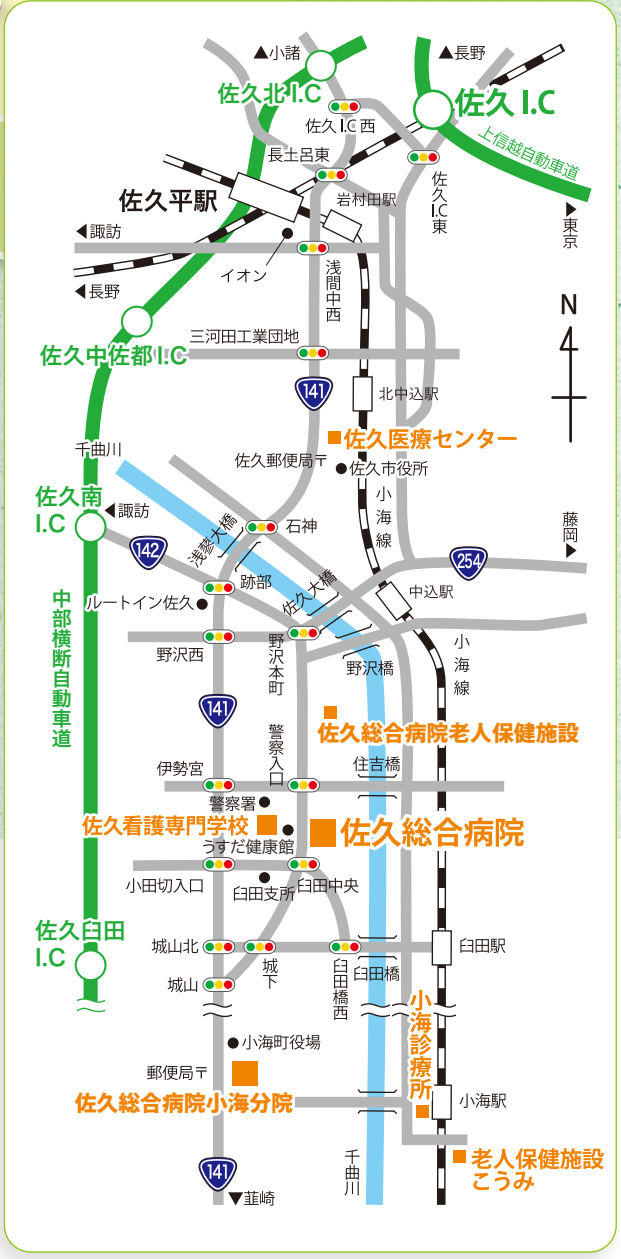 ▲小諸
▲長野
佐久北I.C
佐久I.C
佐久I.C西
上信越自動車道
長土呂東
佐久I.C東
佐久平駅
岩村田駅
▶東京
◀諏訪
イオン
浅間中西
◀長野
N
三河田工業団地
佐久中佐都I.C
141
北中込駅
佐久医療センター
千曲川
佐久郵便局〒
佐久市役所
佐久南
I.C
◀諏訪
小海線
浅蓼大橋
石神
藤岡▶
142
254
跡部
佐久大橋
中込駅
ルートイン佐久
中部横断自動車道
野沢西
野沢本町
野沢橋
小海線
141
佐久総合病院老人保健施設
警察入口
伊勢宮
住吉橋
警察署
佐久看護専門学校
佐久総合病院
うすだ健康館
小田切入口
臼田支所
臼田中央
佐久臼田
I.C
城山北
城下
臼田橋西
臼田橋
臼田駅
城山
小海診療所
小海町役場
郵便局〒
佐久総合病院小海分院
小海駅
千曲川
老人保健施設
こうみ
141
▼韮崎